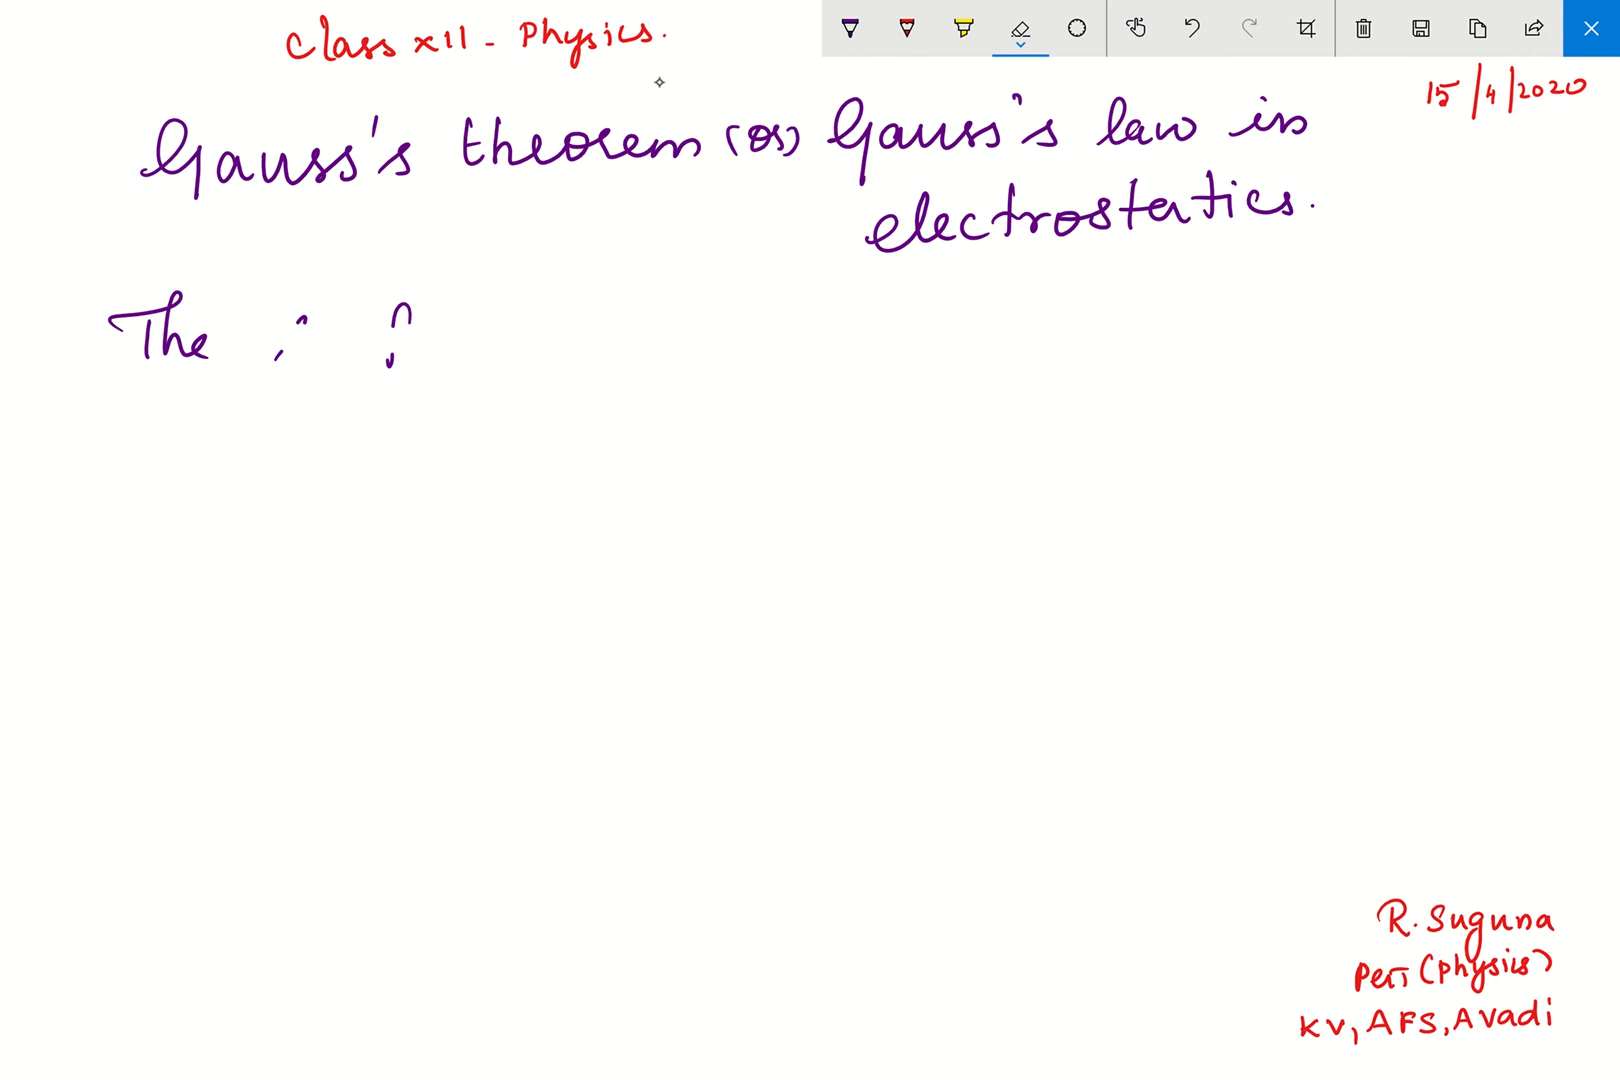 Class XII - Physics.
15/4/2020
Gauss's theorem (or) Gauss's law in
electrostatics.
The
R. Suguna
PGT (Physics)
KV, AFS, Avadi